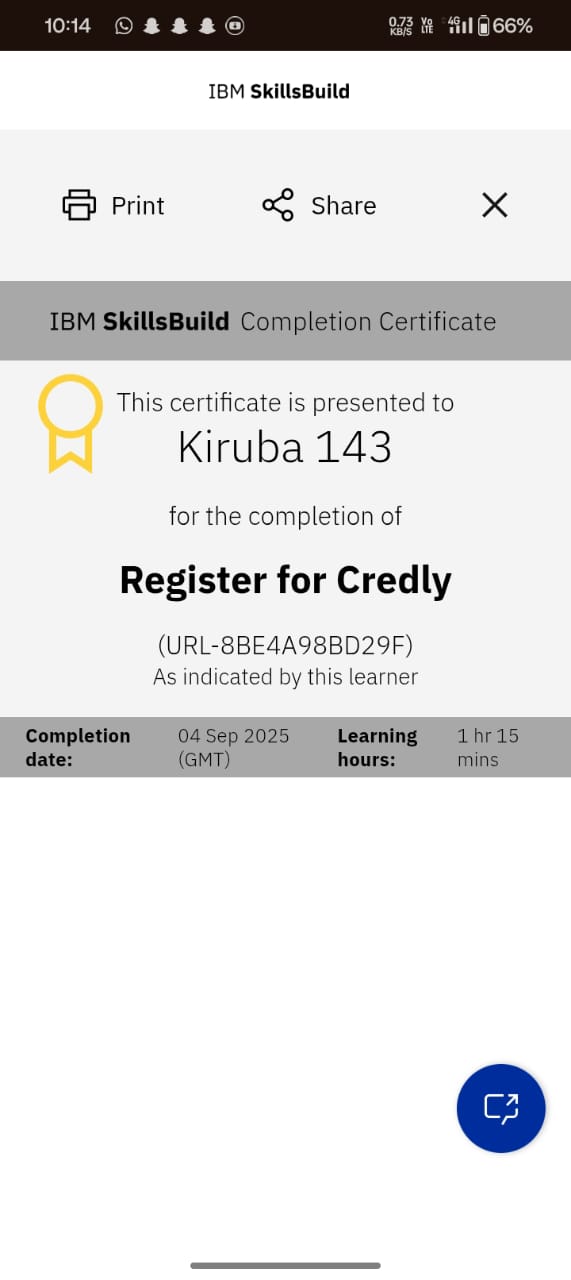 10:14 0.73 KB/S Vo LTE 4G 66%
IBM SkillsBuild
Print Share
IBM SkillsBuild Completion Certificate
This certificate is presented to
Kiruba 143
for the completion of
Register for Credly
(URL-8BE4A98BD29F)
As indicated by this learner
Completion date: 04 Sep 2025 (GMT) Learning hours: 1 hr 15 mins